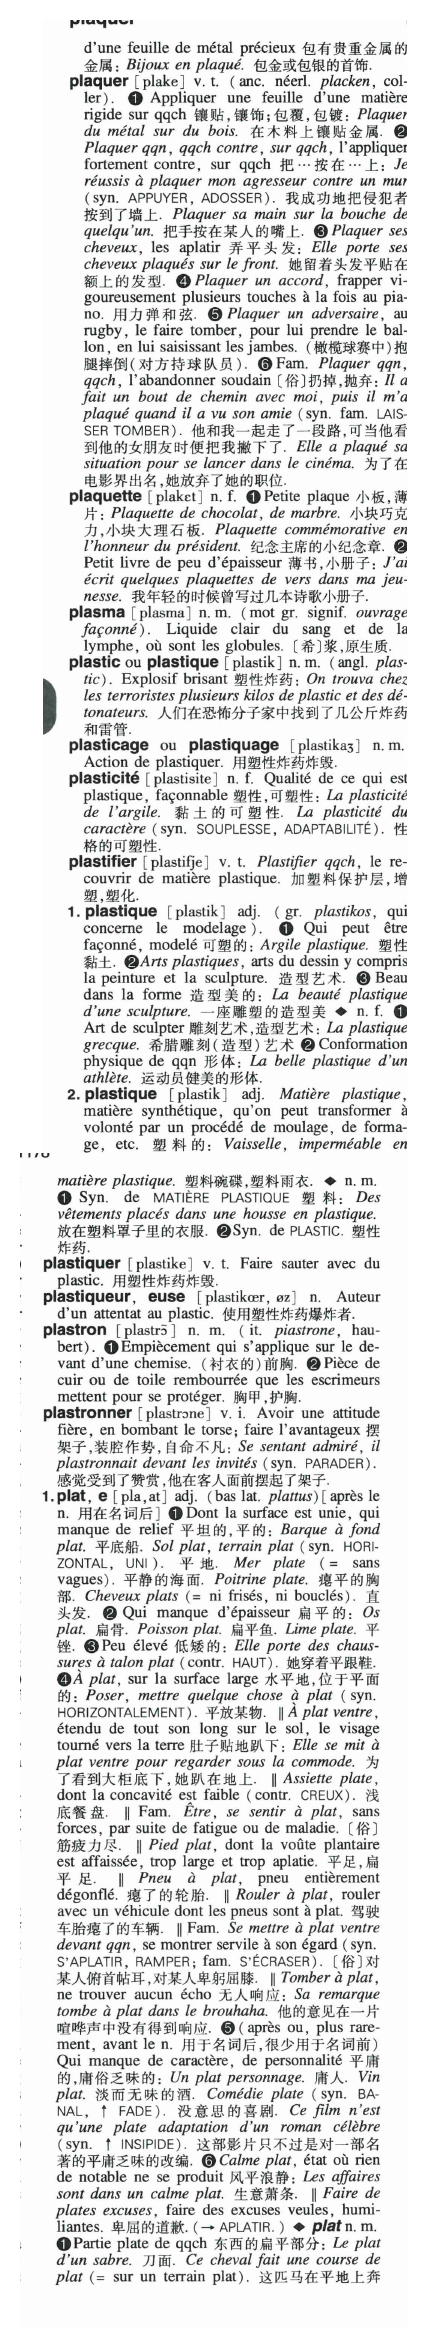 plaquer
d'une feuille de métal précieux 包有贵重金属的
金属: Bijoux en plaqué. 包金或包银的首饰.
plaquer [plake] v. t. (anc. néerl. placken, col-
ler). ❶ Appliquer une feuille d'une matière
rigide sur qqch 镶贴,镶饰;包覆,包镀: Plaquer
du métal sur du bois. 在木料上镶贴金属. ❷
Plaquer qqn, qqch contre, sur qqch, l'appliquer
fortement contre, sur qqch 把…按在…上: Je
réussis à plaquer mon agresseur contre un mur
(syn. APPUYER, ADOSSER). 我成功地把侵犯者
按到了墙上. Plaquer sa main sur la bouche de
quelqu'un. 把手按在某人的嘴上. ❸ Plaquer ses
cheveux, les aplatir 弄平头发: Elle porte ses
cheveux plaqués sur le front. 她留着头发平贴在
额上的发型. ❹ Plaquer un accord, frapper vi-
goureusement plusieurs touches à la fois au pia-
no. 用力弹和弦. ❺ Plaquer un adversaire, au
rugby, le faire tomber, pour lui prendre le bal-
lon, en lui saisissant les jambes. (橄榄球赛中)抱
腿摔倒(对方持球队员). ❻ Fam. Plaquer qqn,
qqch, l'abandonner soudain [俗]扔掉,抛弃: Il a
fait un bout de chemin avec moi, puis il m'a
plaqué quand il a vu son amie (syn. fam. LAIS-
SER TOMBER). 他和我一起走了一段路,可当他看
到他的女朋友时便把我撇下了. Elle a plaqué sa
situation pour se lancer dans le cinéma. 为了在
电影界出名,她放弃了她的职位.
plaquette [plakɛt] n. f. ❶ Petite plaque 小板,薄
片: Plaquette de chocolat, de marbre. 小块巧克
力,小块大理石板. Plaquette commémorative en
l'honneur du président. 纪念主席的小纪念章. ❷
Petit livre de peu d'épaisseur 薄书,小册子: J'ai
écrit quelques plaquettes de vers dans ma jeu-
nesse. 我年轻的时候曾写过几本诗歌小册子.
plasma [plasma] n. m. (mot gr. signif. ouvrage
façonné). Liquide clair du sang et de la
lymphe, où sont les globules. [希]浆,原生质.
plastic ou plastique [plastik] n. m. (angl. plas-
tic). Explosif brisant 塑性炸药: On trouva chez
les terroristes plusieurs kilos de plastic et des dé-
tonateurs. 人们在恐怖分子家中找到了几公斤炸药
和雷管.
plasticage ou plastiquage [plastikaʒ] n. m.
Action de plastiquer. 用塑性炸药炸毁.
plasticité [plastisite] n. f. Qualité de ce qui est
plastique, façonnable 塑性,可塑性: La plasticité
de l'argile. 黏土的可塑性. La plasticité du
caractère (syn. SOUPLESSE, ADAPTABILITÉ). 性
格的可塑性.
plastifier [plastifje] v. t. Plastifier qqch, le re-
couvrir de matière plastique. 加塑料保护层,增
塑,塑化.
1. plastique [plastik] adj. (gr. plastikos, qui
concerne le modelage). ❶ Qui peut être
façonné, modelé 可塑的: Argile plastique. 塑性
黏土. ❷Arts plastiques, arts du dessin y compris
la peinture et la sculpture. 造型艺术. ❸ Beau
dans la forme 造型美的: La beauté plastique
d'une sculpture. 一座雕塑的造型美 ◆ n. f. ❶
Art de sculpter 雕刻艺术,造型艺术: La plastique
grecque. 希腊雕刻(造型)艺术 ❷ Conformation
physique de qqn 形体: La belle plastique d'un
athlète. 运动员健美的形体.
2. plastique [plastik] adj. Matière plastique,
matière synthétique, qu'on peut transformer à
volonté par un procédé de moulage, de forma-
ge, etc. 塑料的: Vaisselle, imperméable en
matière plastique. 塑料碗碟,塑料雨衣. ◆ n. m.
❶ Syn. de MATIÈRE PLASTIQUE 塑料: Des
vêtements placés dans une housse en plastique.
放在塑料罩子里的衣服. ❷Syn. de PLASTIC. 塑性
炸药.
plastiquer [plastike] v. t. Faire sauter avec du
plastic. 用塑性炸药炸毁.
plastiqueur, euse [plastikœr, øz] n. Auteur
d'un attentat au plastic. 使用塑性炸药爆炸者.
plastron [plastrɔ̃] n. m. (it. piastrone, hau-
bert). ❶Empiècement qui s'applique sur le de-
vant d'une chemise. (衬衣的)前胸. ❷ Pièce de
cuir ou de toile rembourrée que les escrimeurs
mettent pour se protéger. 胸甲,护胸.
plastronner [plastrɔne] v. i. Avoir une attitude
fière, en bombant le torse; faire l'avantageux 摆
架子,装腔作势,自命不凡: Se sentant admiré, il
plastronnait devant les invités (syn. PARADER).
感觉受到了赞赏,他在客人面前摆起了架子.
1. plat, e [pla,at] adj. (bas lat. plattus)[après le
n. 用在名词后] ❶ Dont la surface est unie, qui
manque de relief 平坦的,平的: Barque à fond
plat. 平底船. Sol plat, terrain plat (syn. HORI-
ZONTAL, UNI). 平地. Mer plate (= sans
vagues). 平静的海面. Poitrine plate. 瘪平的胸
部. Cheveux plats (= ni frisés, ni bouclés). 直
头发. ❷ Qui manque d'épaisseur 扁平的: Os
plat. 扁骨. Poisson plat. 扁平鱼. Lime plate. 平
锉. ❸Peu élevé 低矮的: Elle porte des chaus-
sures à talon plat (contr. HAUT). 她穿着平跟鞋.
❹À plat, sur la surface large 水平地,位于平面
的: Poser, mettre quelque chose à plat (syn.
HORIZONTALEMENT). 平放某物. ‖ À plat ventre,
étendu de tout son long sur le sol, le visage
tourné vers la terre 肚子贴地趴下: Elle se mit à
plat ventre pour regarder sous la commode. 为
了看到大柜底下,她趴在地上. ‖ Assiette plate,
dont la concavité est faible (contr. CREUX). 浅
底餐盘. ‖ Fam. Être, se sentir à plat, sans
forces, par suite de fatigue ou de maladie. [俗]
筋疲力尽. ‖ Pied plat, dont la voûte plantaire
est affaissée, trop large et trop aplatie. 平足,扁
平足. ‖ Pneu à plat, pneu entièrement
dégonflé. 瘪了的轮胎. ‖ Rouler à plat, rouler
avec un véhicule dont les pneus sont à plat. 驾驶
车胎瘪了的车辆. ‖ Fam. Se mettre à plat ventre
devant qqn, se montrer servile à son égard (syn.
S'APLATIR, RAMPER; fam. S'ÉCRASER). [俗]对
某人俯首帖耳,对某人卑躬屈膝. ‖ Tomber à plat,
ne trouver aucun écho 无人响应: Sa remarque
tombe à plat dans le brouhaha. 他的意见在一片
喧哗声中没有得到响应. ❺ (après ou, plus rare-
ment, avant le n. 用于名词后,很少用于名词前)
Qui manque de caractère, de personnalité 平庸
的,庸俗乏味的: Un plat personnage. 庸人. Vin
plat. 淡而无味的酒. Comédie plate (syn. BA-
NAL, ↑ FADE). 没意思的喜剧. Ce film n'est
qu'une plate adaptation d'un roman célèbre
(syn. ↑ INSIPIDE). 这部影片只不过是对一部名
著的平庸乏味的改编. ❻ Calme plat, état où rien
de notable ne se produit 风平浪静: Les affaires
sont dans un calme plat. 生意萧条. ‖ Faire de
plates excuses, faire des excuses veules, humi-
liantes. 卑屈的道歉. (→ APLATIR.) ◆ plat n. m.
❶Partie plate de qqch 东西的扁平部分: Le plat
d'un sabre. 刀面. Ce cheval fait une course de
plat (= sur un terrain plat). 这匹马在平地上奔